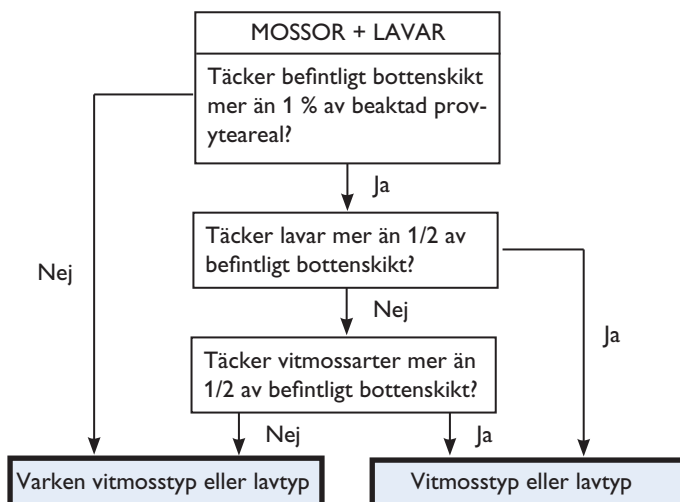 MOSSOR + LAVAR
Täcker befintligt bottenskikt
mer än 1 % av beaktad prov-
yteareal?
Ja
Täcker lavar mer än 1/2 av
befintligt bottenskikt?
Nej
Nej
Ja
Täcker vitmossarter mer än
1/2 av befintligt bottenskikt?
Nej
Ja
Varken vitmosstyp eller lavtyp
Vitmosstyp eller lavtyp